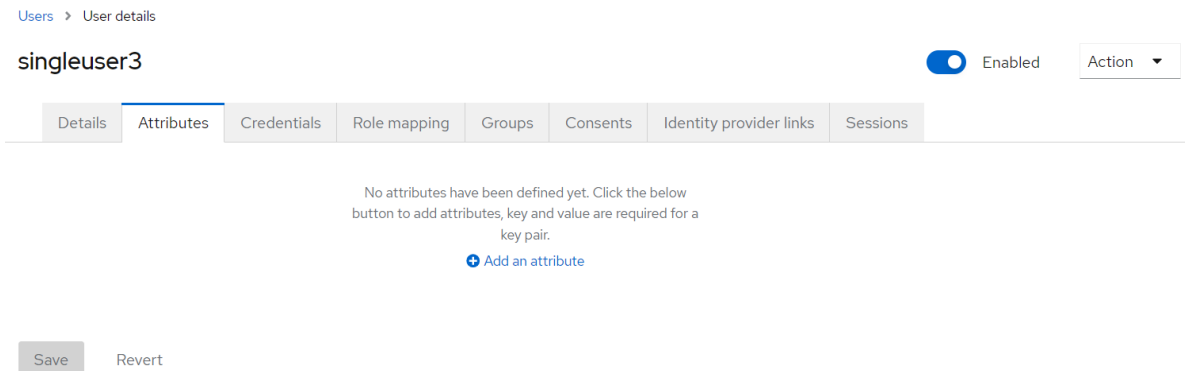 Users > User details
singleuser3
Enabled
Action
Details Attributes Credentials Role mapping Groups Consents Identity provider links Sessions
No attributes have been defined yet. Click the below
button to add attributes, key and value are required for a
key pair.
Add an attribute
Save Revert